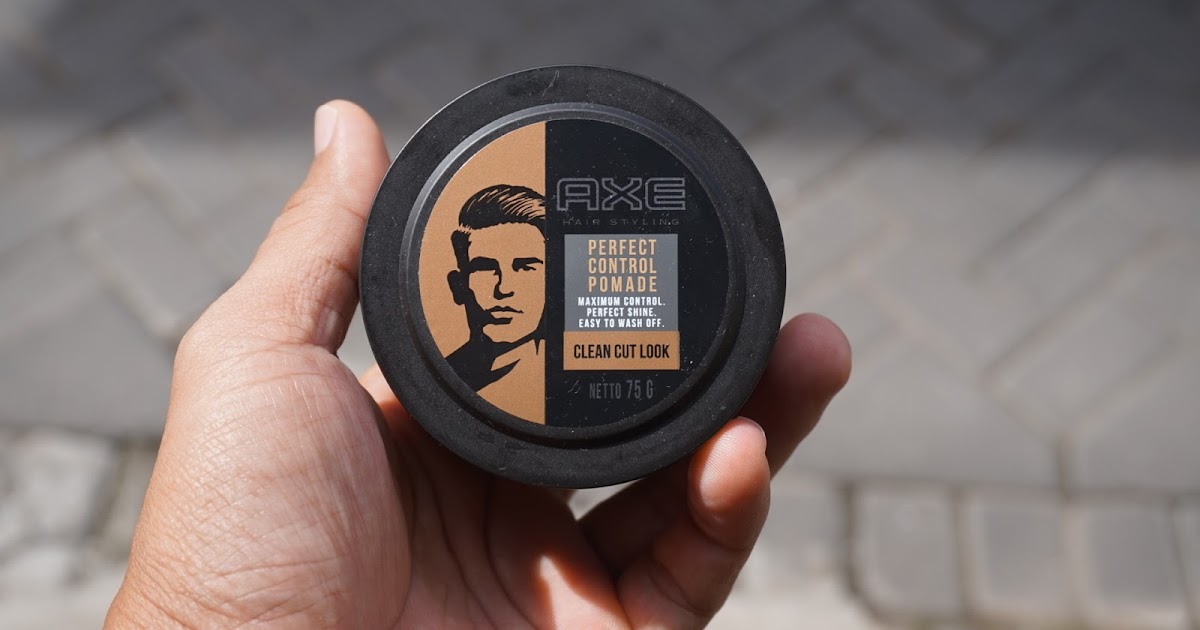 AXE
HAIR STYLING
PERFECT
CONTROL
POMADE
MAXIMUM CONTROL.
PERFECT SHINE.
EASY TO WASH OFF.
CLEAN CUT LOOK
NETTO 75 G